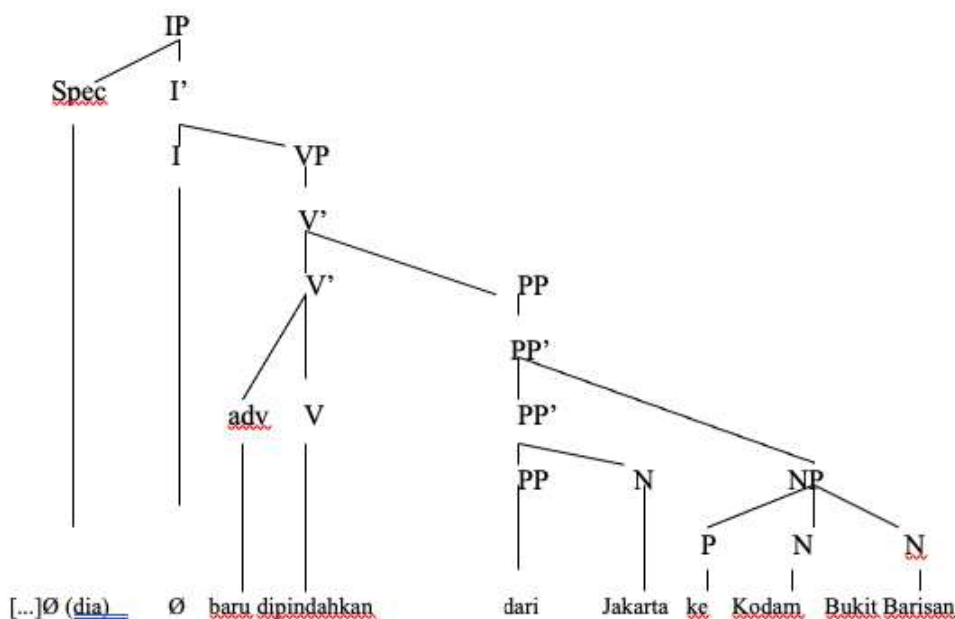 IP
Spec I’
I VP
V’
V’ PP
PP’
adv V PP’
PP N NP
P N N
[...]Ø (dia) Ø baru dipindahkan dari Jakarta ke Kodam Bukit Barisan